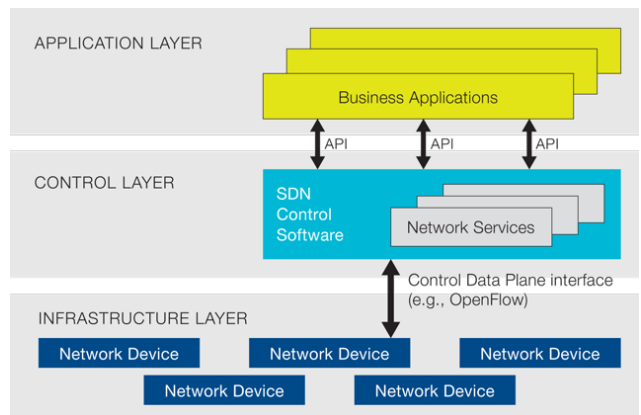 APPLICATION LAYER
Business Applications
API API API
CONTROL LAYER
SDN
Control
Software
Network Services
Control Data Plane interface
(e.g., OpenFlow)
INFRASTRUCTURE LAYER
Network Device Network Device Network Device
Network Device Network Device